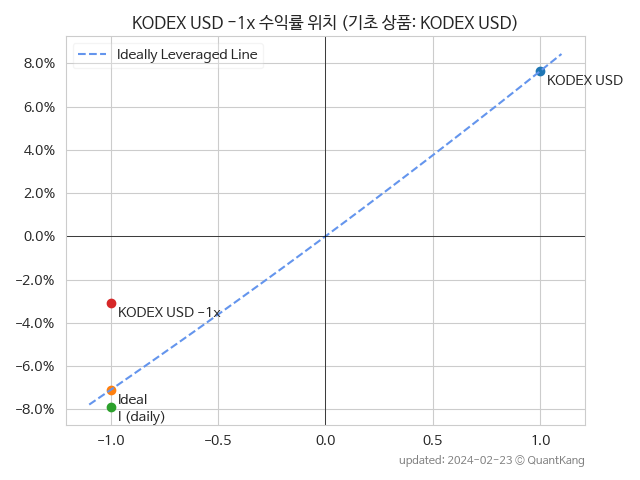 KODEX USD -1x 수익률 위치 (기초 상품: KODEX USD)
Ideally Leveraged Line
8.0%
6.0%
4.0%
2.0%
0.0%
-2.0%
-4.0%
-6.0%
-8.0%
KODEX USD
KODEX USD -1x
Ideal
I (daily)
-1.0
-0.5
0.0
0.5
1.0
updated: 2024-02-23 © QuantKang